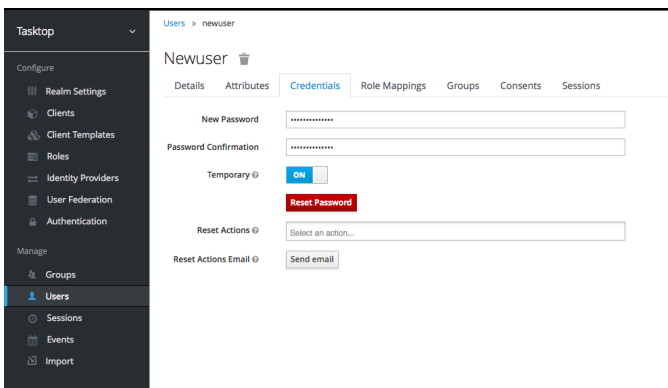 Tasktop
Configure
Realm Settings
Clients
Client Templates
Roles
Identity Providers
User Federation
Authentication
Manage
Groups
Users
Sessions
Events
Import
Users » newuser
Newuser
Details Attributes Credentials Role Mappings Groups Consents Sessions
New Password ••••••••••••••
Password Confirmation ••••••••••••••
Temporary ON
Reset Password
Reset Actions Select an action...
Reset Actions Email Send email